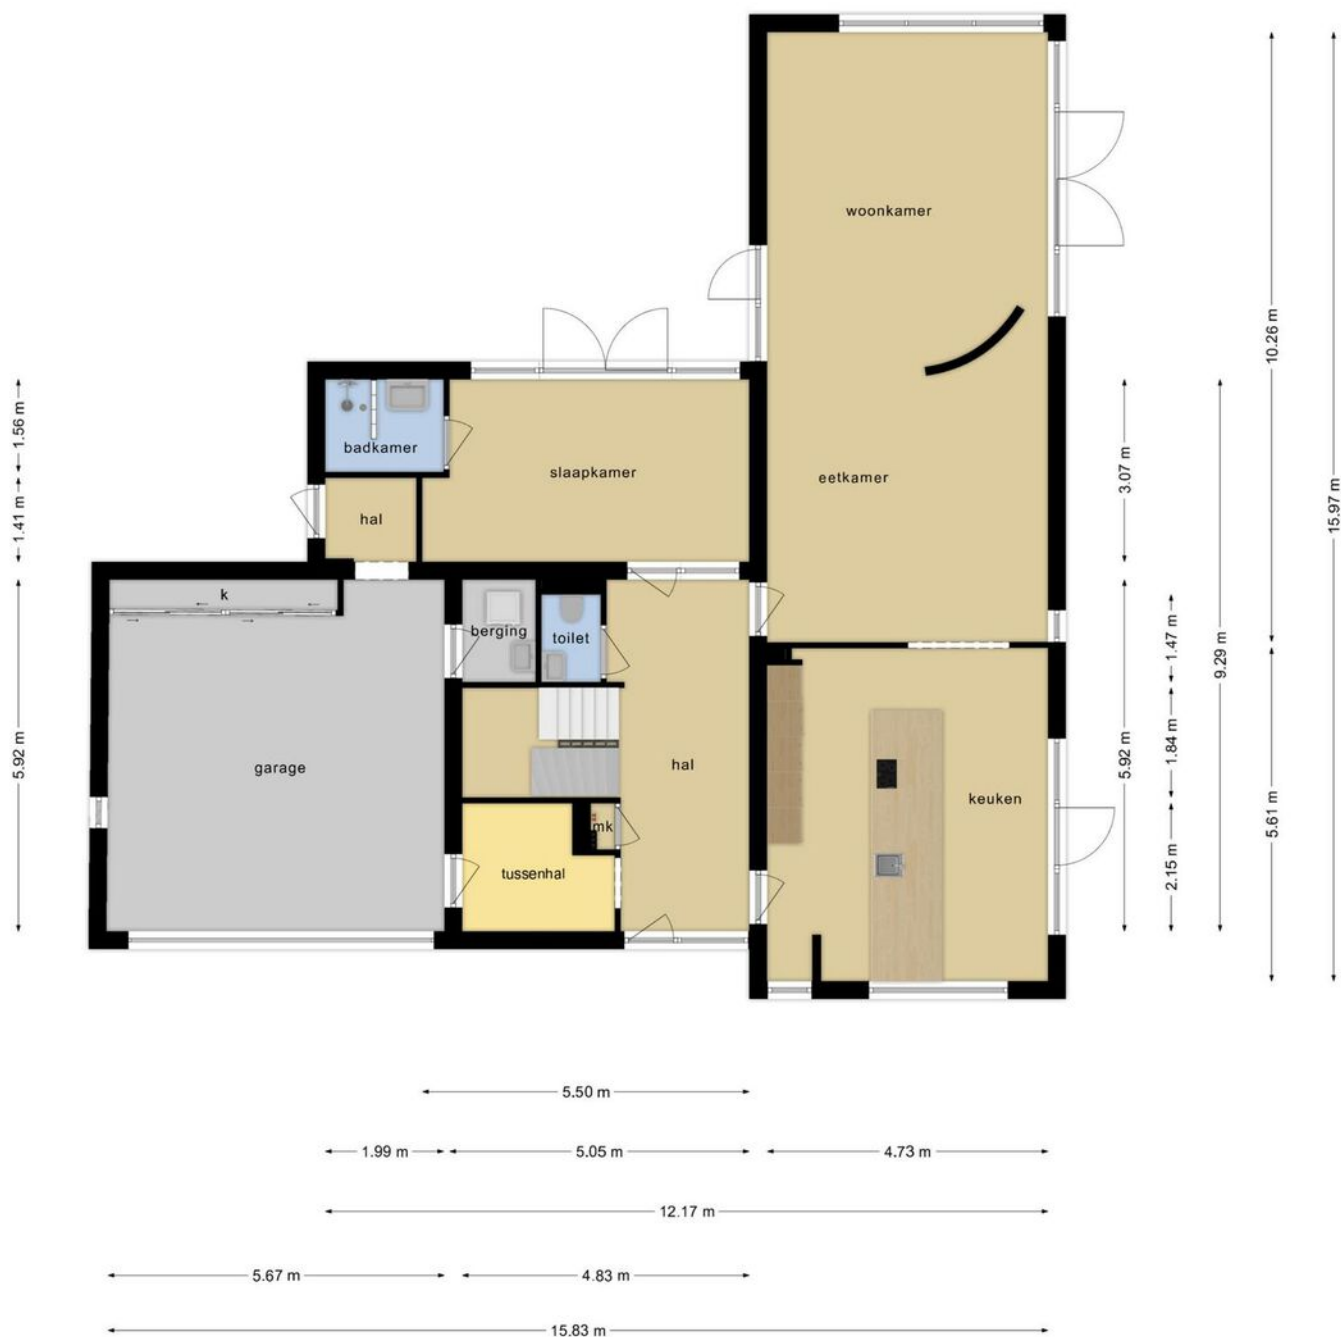 woonkamer
eetkamer
badkamer
slaapkamer
hal
k
berging
toilet
garage
hal
keuken
mk
tussenhal
1.56 m
1.41 m
5.92 m
3.07 m
5.92 m
1.47 m
1.84 m
2.15 m
9.29 m
10.26 m
5.61 m
15.97 m
5.50 m
1.99 m
5.05 m
4.73 m
12.17 m
5.67 m
4.83 m
15.83 m